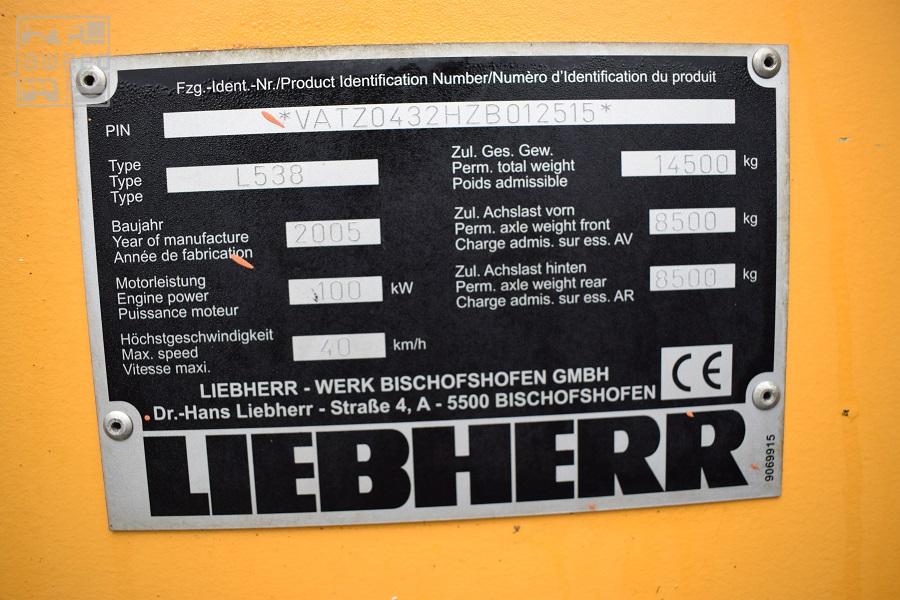 Fzg.-Ident.-Nr./Product Identification Number/Numèro d'Identification du produit
PIN *VATZ0432HZB012515*
Type
Type L538
Type
Baujahr
Year of manufacture 2005
Année de fabrication
Motorleistung
Engine power 100 kW
Puissance moteur
Höchstgeschwindigkeit
Max. speed 40 km/h
Vitesse maxi.
Zul. Ges. Gew.
Perm. total weight 14500 kg
Poids admissible
Zul. Achslast vorn
Perm. axle weight front 8500 kg
Charge admis. sur ess. AV
Zul. Achslast hinten
Perm. axle weight rear 8500 kg
Charge admis. sur ess. AR
LIEBHERR - WERK BISCHOFSHOFEN GMBH
Dr.-Hans Liebherr - Straße 4, A - 5500 BISCHOFSHOFEN
CE
LIEBHERR
9069915